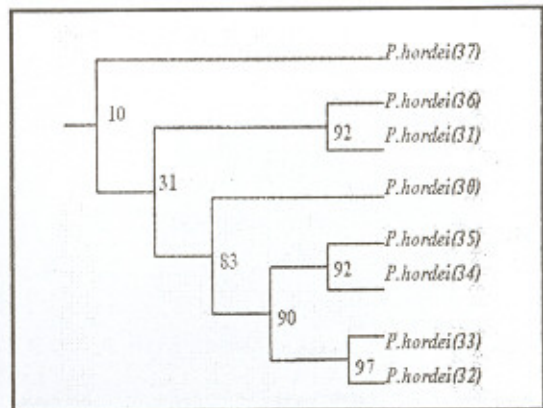 P.hordei(37)
P.hordei(36)
10
92
P.hordei(31)
31
P.hordei(30)
P.hordei(35)
83
92
P.hordei(34)
90
P.hordei(33)
97
P.hordei(32)